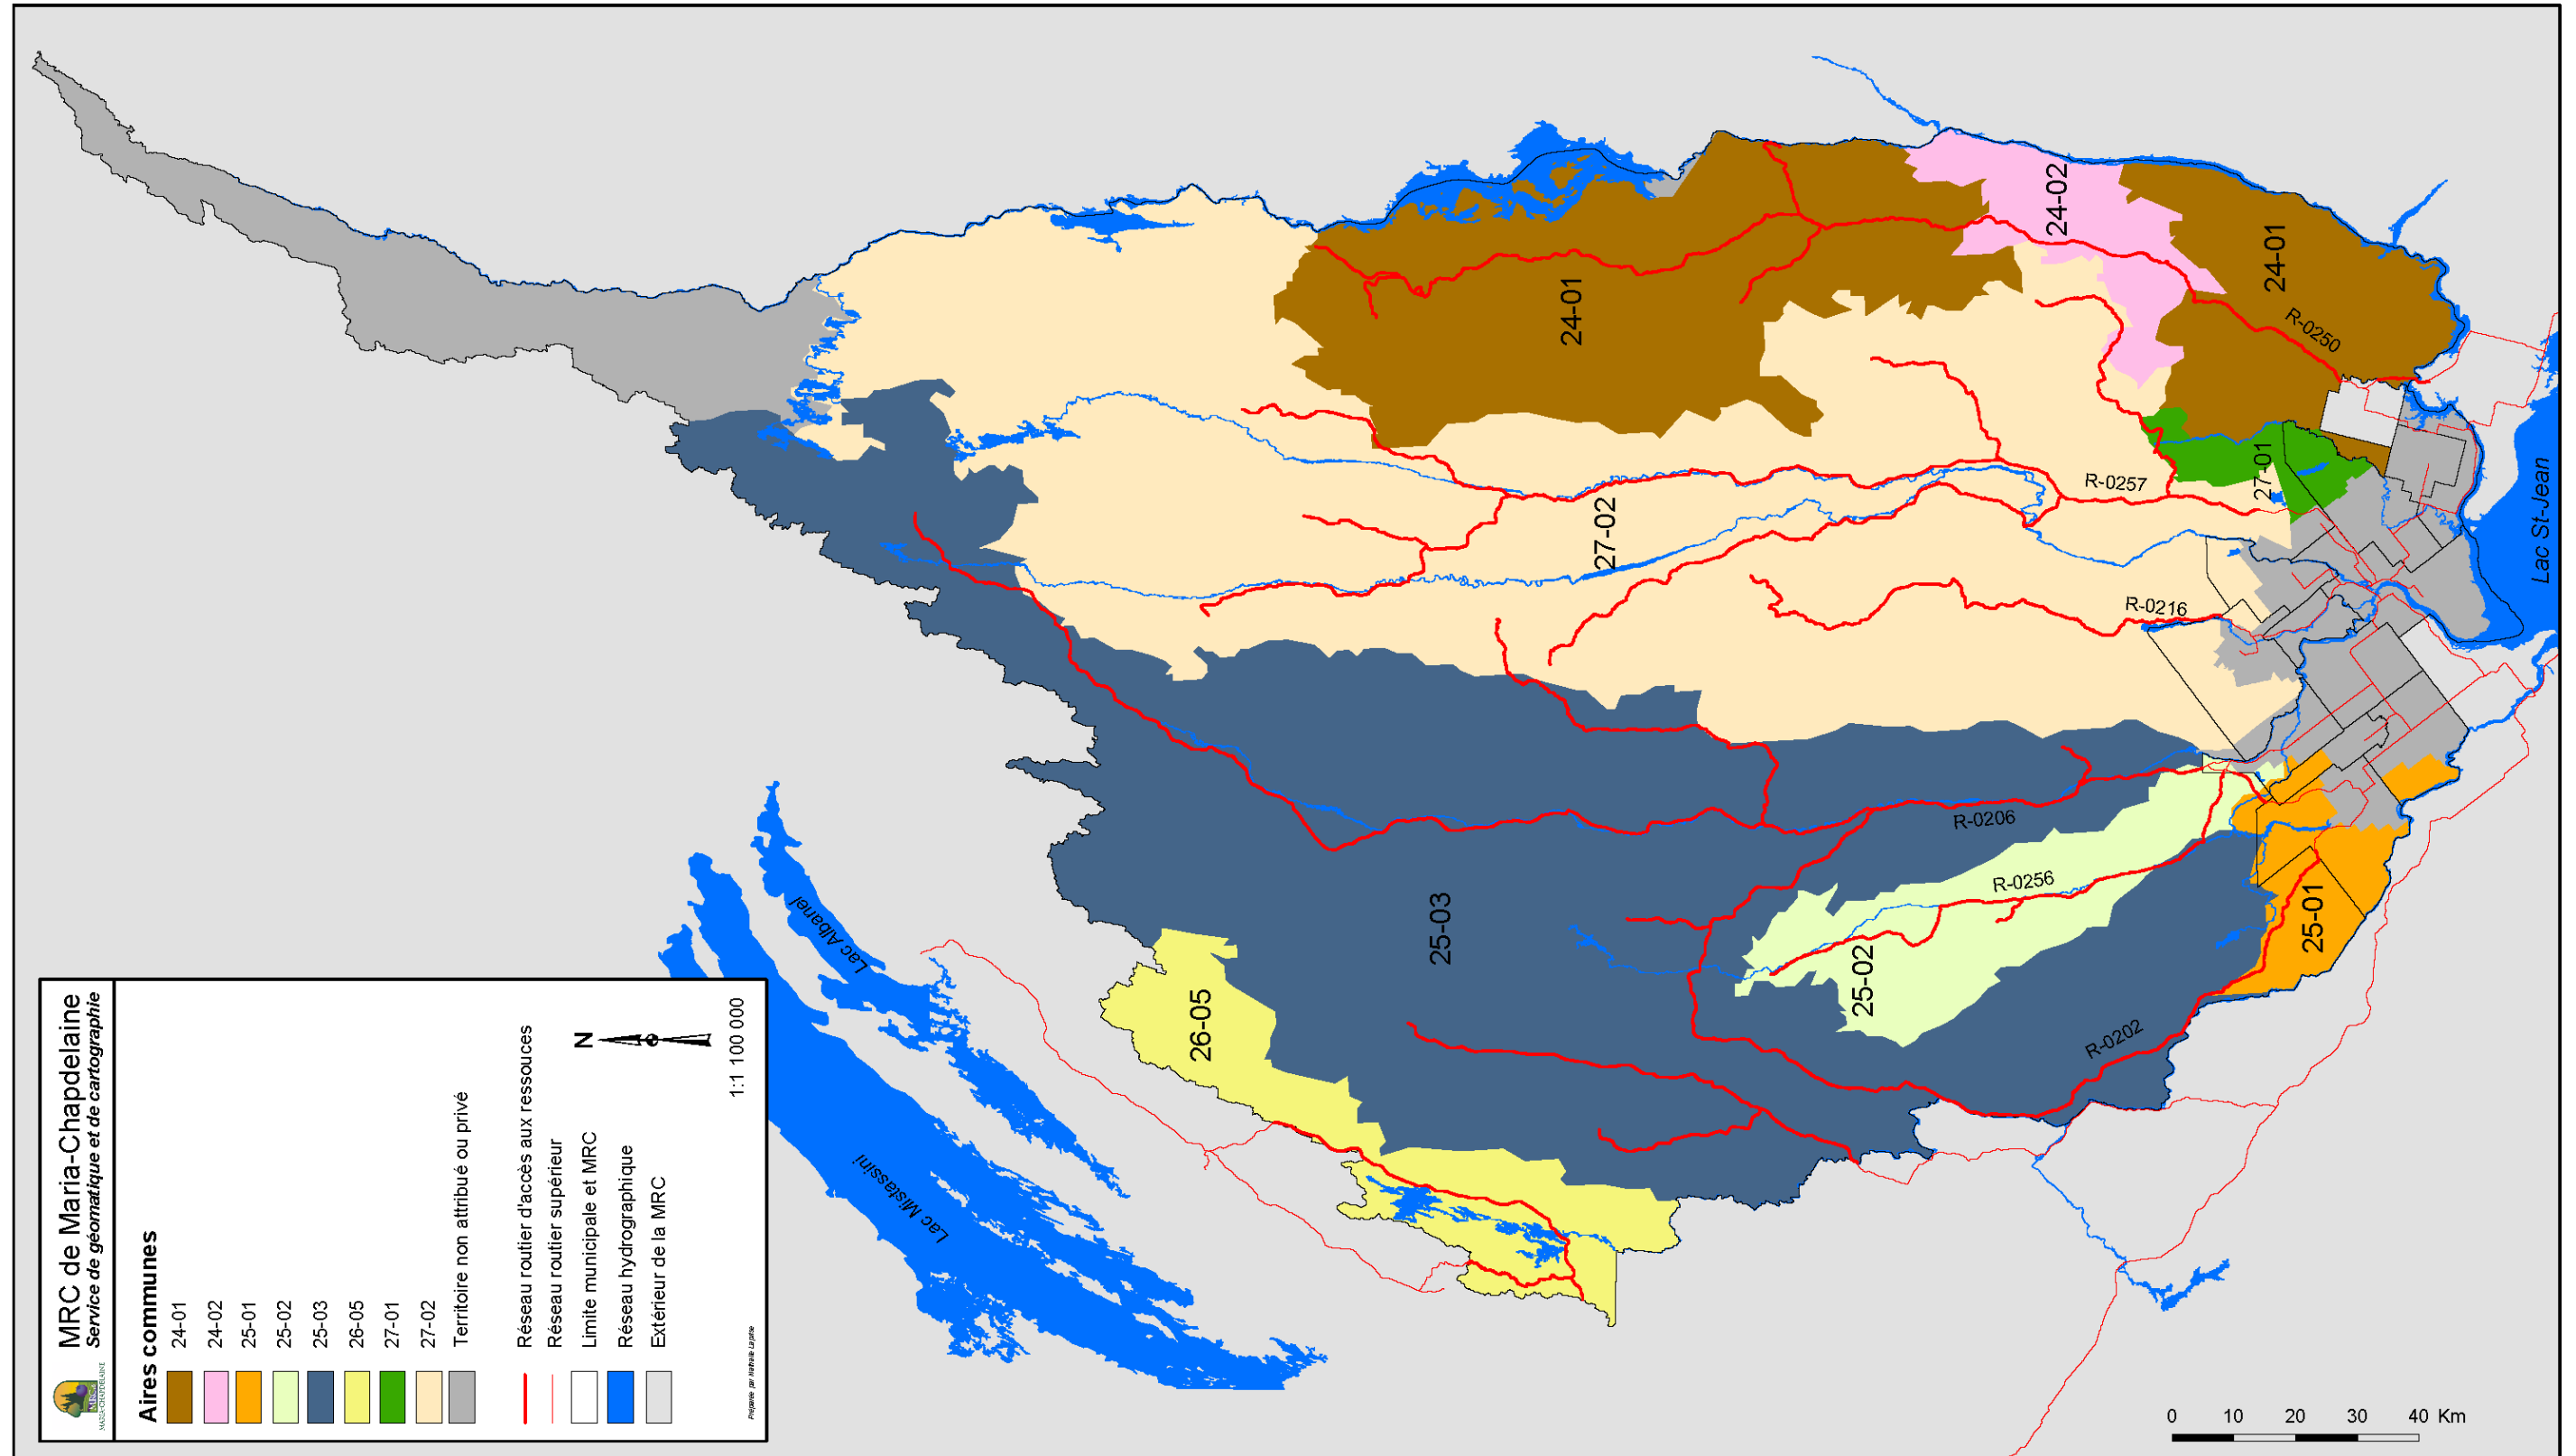 MRC de Maria-Chapdelaine
Service de géomatique et de cartographie
MARIA-CHAPDELAINE
Aires communes
24-01
24-02
25-01
25-02
25-03
26-05
27-01
27-02
Territoire non attribué ou privé
Réseau routier d'accès aux ressouces
Réseau routier supérieur
Limite municipale et MRC
Réseau hydrographique
Extérieur de la MRC
N
1:1 100 000
Lac Albanel
Lac Mistassini
26-05
25-03
25-02
25-01
27-02
27-01
24-01
24-02
24-01
R-0250
R-0257
R-0216
R-0206
R-0256
R-0202
Lac St-Jean
0 10 20 30 40 Km